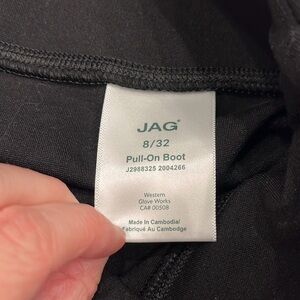 JAG®
8/32
Pull-On Boot
J2988325 2004266
Western
Glove Works
CA# 00508
Made In Cambodia/
Fabriqué Au Cambodge